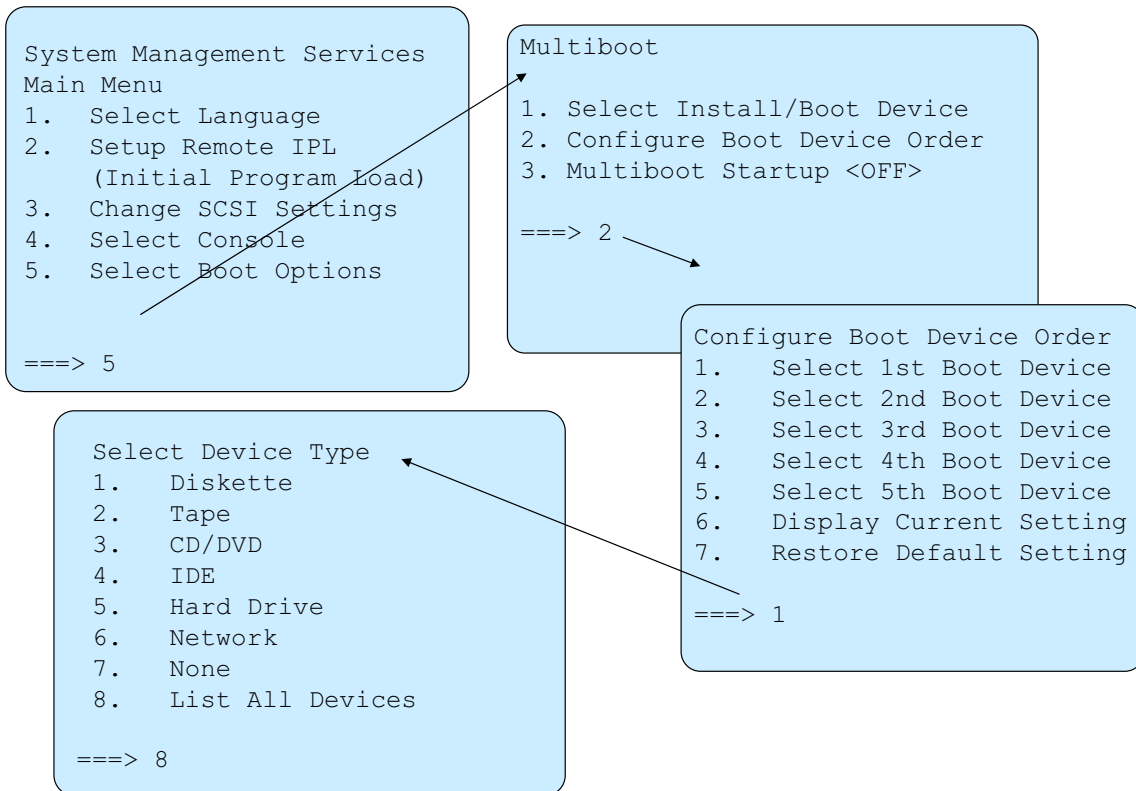 System Management Services
Main Menu
1. Select Language
2. Setup Remote IPL
(Initial Program Load)
3. Change SCSI Settings
4. Select Console
5. Select Boot Options
===> 5
Multiboot
1. Select Install/Boot Device
2. Configure Boot Device Order
3. Multiboot Startup <OFF>
===> 2
Configure Boot Device Order
1. Select 1st Boot Device
2. Select 2nd Boot Device
3. Select 3rd Boot Device
4. Select 4th Boot Device
5. Select 5th Boot Device
6. Display Current Setting
7. Restore Default Setting
===> 1
Select Device Type
1. Diskette
2. Tape
3. CD/DVD
4. IDE
5. Hard Drive
6. Network
7. None
8. List All Devices
===> 8